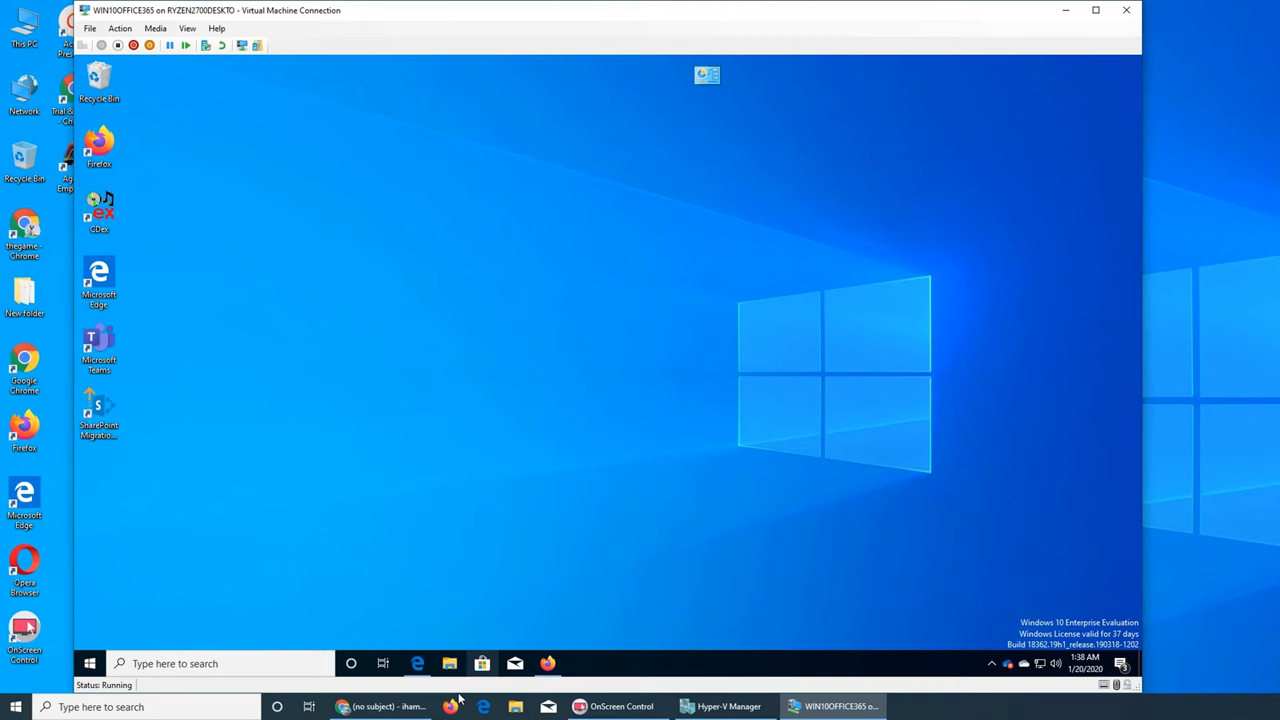 WIN10OFFICE365 on RYZEN2700DESKTO - Virtual Machine Connection
File Action Media View Help
This PC
Network
Recycle Bin
thegame -
Chrome
New folder
Google
Chrome
Firefox
Microsoft
Edge
Opera
Browser
OnScreen
Control
Recycle Bin
Firefox
CDex
Microsoft
Edge
Microsoft
Teams
SharePoint
Migratio...
Windows 10 Enterprise Evaluation
Windows License valid for 37 days
Build 18362.19h1_release.190318-1202
Type here to search
1:38 AM
1/20/2020
Status: Running
Type here to search
(no subject) - iham...
OnScreen Control
Hyper-V Manager
WIN10OFFICE365 o...